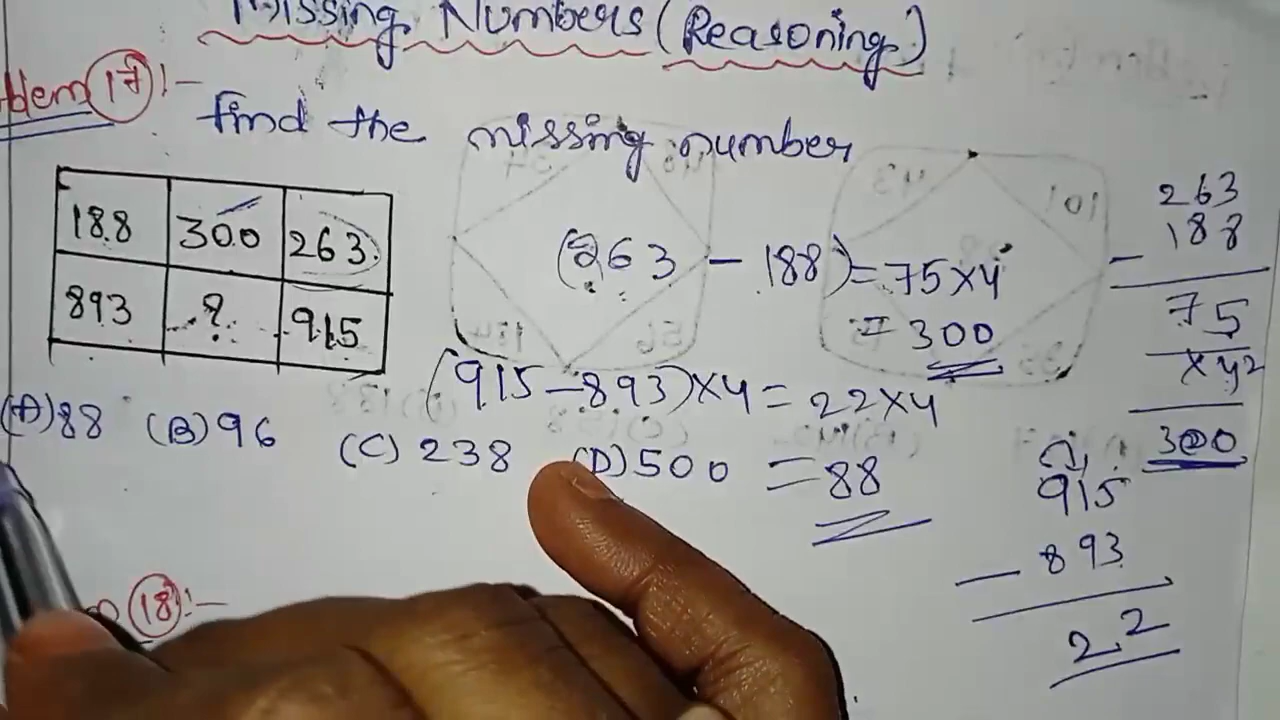 Missing Numbers (Reasoning)
blem 17 :-
find the missing number
188 300 263
893 ? 915
(263 - 188) = 75×4
= 300
(915 - 893)×4 = 22×4
= 88
(A) 88 (B) 96 (C) 238 (D) 500
263
- 188
75
×4
300
915
- 893
22
18 :-